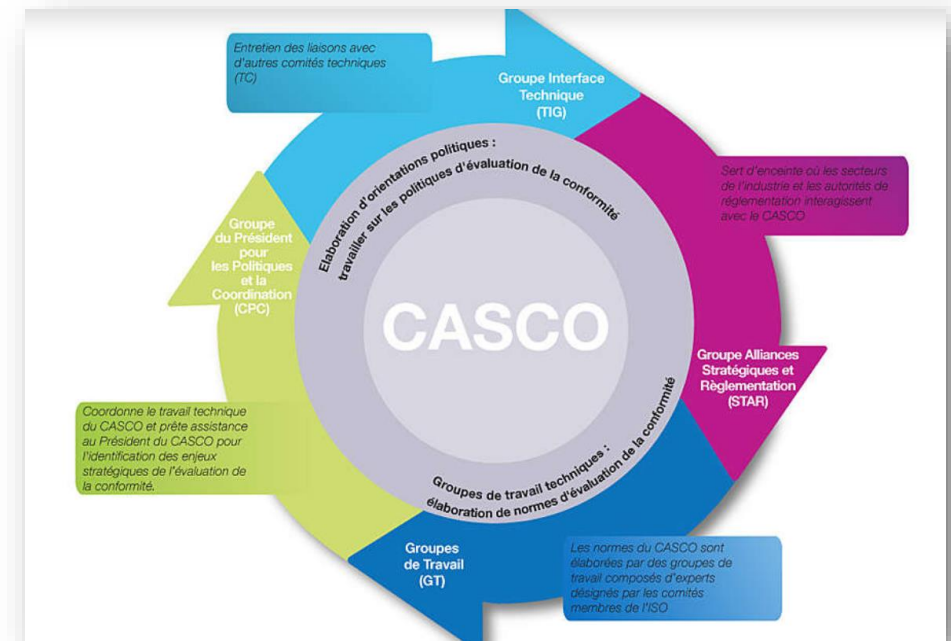 Entretien des liaisons avec
d'autres comités techniques
(TC)
Groupe Interface
Technique
(TIG)
Sert d'enceinte où les secteurs
de l'industrie et les autorités de
réglementation interagissent
avec le CASCO
Groupe
du Président
pour
les Politiques
et la
Coordination
(CPC)
Elaboration d'orientations politiques :
travailler sur les politiques d'évaluation de la conformité
CASCO
Groupe Alliances
Stratégiques et
Règlementation
(STAR)
Coordonne le travail technique
du CASCO et prête assistance
au Président du CASCO pour
l'identification des enjeux
stratégiques de l'évaluation de
la conformité.
Groupes de travail techniques :
élaboration de normes d'évaluation de la conformité
Groupes
de Travail
(GT)
Les normes du CASCO sont
élaborées par des groupes de
travail composés d'experts
désignés par les comités
membres de l'ISO